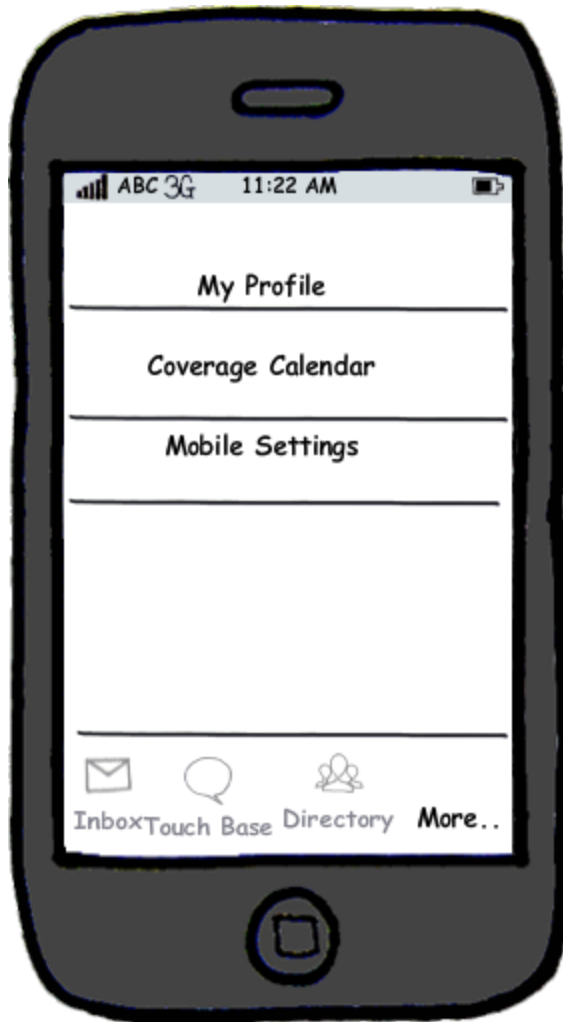 ABC 3G 11:22 AM
My Profile
Coverage Calendar
Mobile Settings
Inbox Touch Base Directory More..